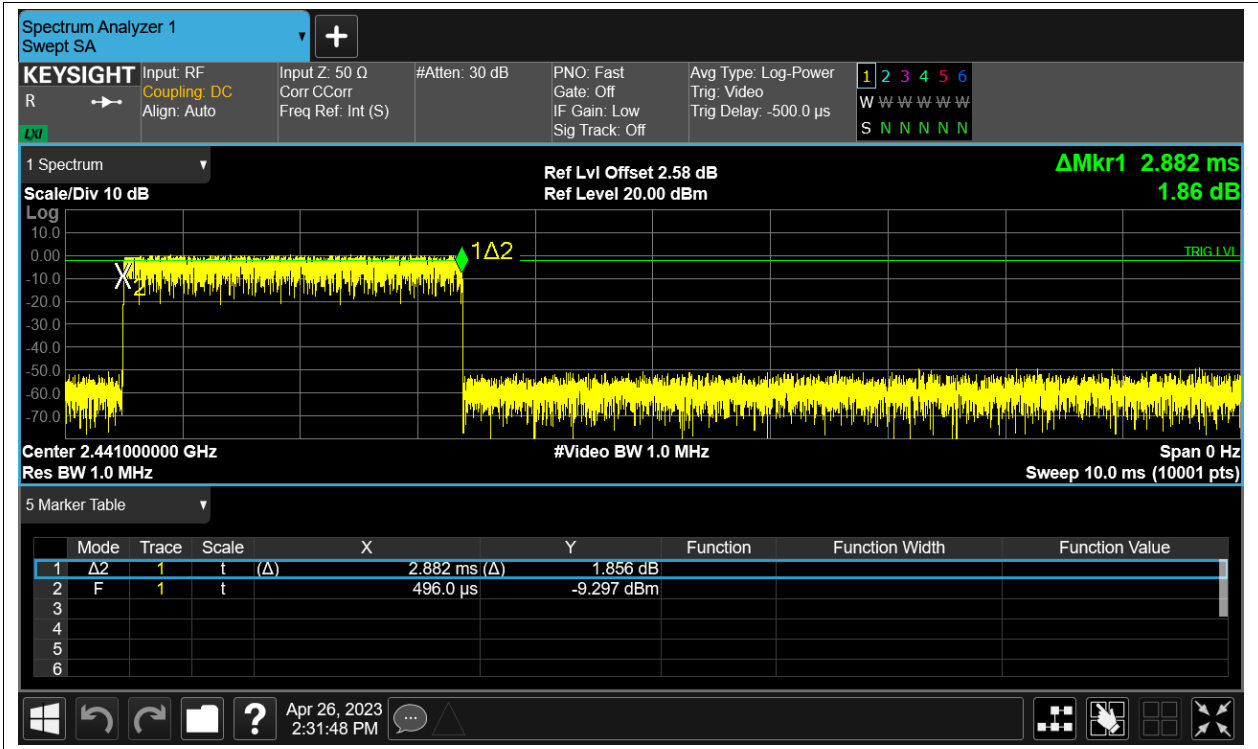 Spectrum Analyzer 1
Swept SA
+
KEYSIGHT Input: RF Input Z: 50 Ω #Atten: 30 dB PNO: Fast Avg Type: Log-Power 1 2 3 4 5 6
R Coupling: DC Corr CCorr Gate: Off Trig: Video W W W W W W
Align: Auto Freq Ref: Int (S) IF Gain: Low Trig Delay: -500.0 µs
LXI Sig Track: Off S N N N N N
1 Spectrum Ref Lvl Offset 2.58 dB ΔMkr1 2.882 ms
Scale/Div 10 dB Ref Level 20.00 dBm 1.86 dB
Log
10.0
0.00 1Δ2 TRIG LVL
-10.0 X2
-20.0
-30.0
-40.0
-50.0
-60.0
-70.0
Center 2.441000000 GHz #Video BW 1.0 MHz Span 0 Hz
Res BW 1.0 MHz Sweep 10.0 ms (10001 pts)
5 Marker Table
Mode Trace Scale X Y Function Function Width Function Value
1 Δ2 1 t (Δ) 2.882 ms (Δ) 1.856 dB
2 F 1 t 496.0 µs -9.297 dBm
3
4
5
6
? Apr 26, 2023
2:31:48 PM